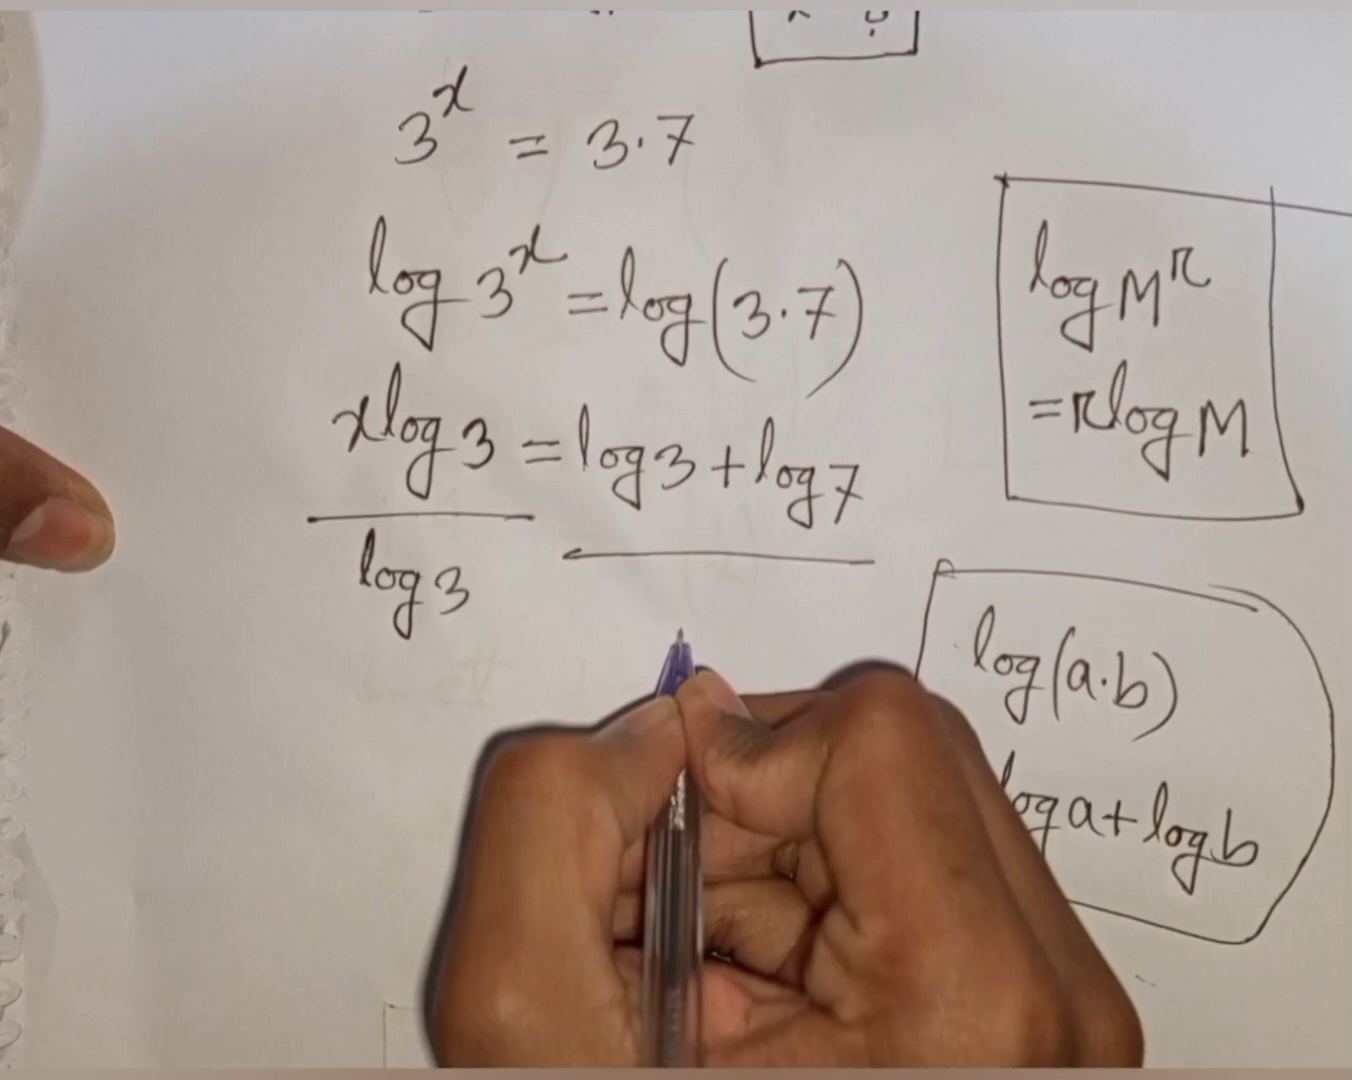 3^x = 3.7
log 3^x = log(3.7)
x log 3 = log 3 + log 7
log 3
log M^r
= r log M
log(a.b)
log a + log b